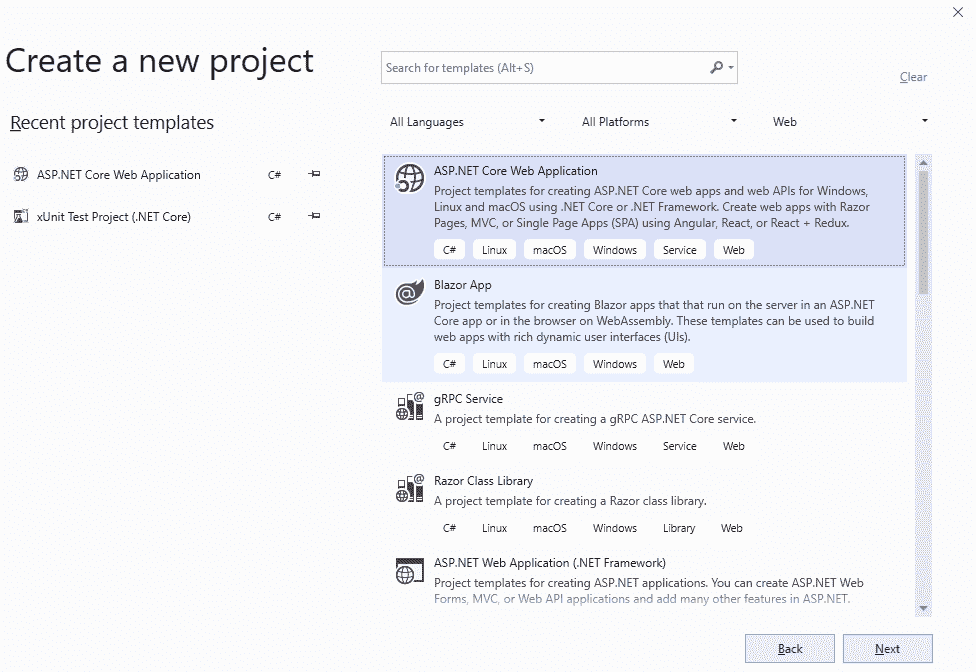 Create a new project
Search for templates (Alt+S)
Clear
Recent project templates
All Languages
All Platforms
Web
ASP.NET Core Web Application C#
xUnit Test Project (.NET Core) C#
ASP.NET Core Web Application
Project templates for creating ASP.NET Core web apps and web APIs for Windows,
Linux and macOS using .NET Core or .NET Framework. Create web apps with Razor
Pages, MVC, or Single Page Apps (SPA) using Angular, React, or React + Redux.
C# Linux macOS Windows Service Web
Blazor App
Project templates for creating Blazor apps that that run on the server in an ASP.NET
Core app or in the browser on WebAssembly. These templates can be used to build
web apps with rich dynamic user interfaces (UIs).
C# Linux macOS Windows Web
gRPC Service
A project template for creating a gRPC ASP.NET Core service.
C# Linux macOS Windows Service Web
Razor Class Library
A project template for creating a Razor class library.
C# Linux macOS Windows Library Web
ASP.NET Web Application (.NET Framework)
Project templates for creating ASP.NET applications. You can create ASP.NET Web
Forms, MVC, or Web API applications and add many other features in ASP.NET.
Back
Next